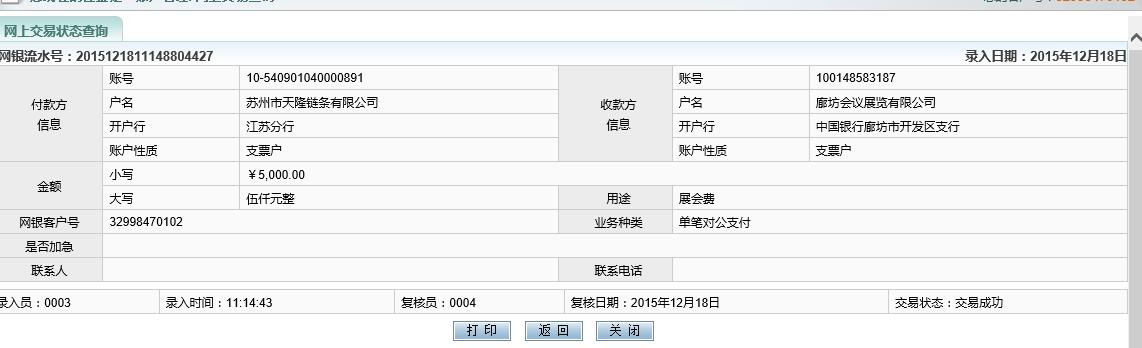 网上交易状态查询
网银流水号：2015121811148804427 录入日期：2015年12月18日
付款方信息 账号 10-540901040000891 收款方信息 账号 100148583187
户名 苏州市天隆链条有限公司 户名 廊坊会议展览有限公司
开户行 江苏分行 开户行 中国银行廊坊市开发区支行
账户性质 支票户 账户性质 支票户
金额 小写 ￥5,000.00
大写 伍仟元整 用途 展会费
网银客户号 32998470102 业务种类 单笔对公支付
是否加急
联系人 联系电话
录入员：0003 录入时间：11:14:43 复核员：0004 复核日期：2015年12月18日 交易状态：交易成功
打 印 返 回 关 闭